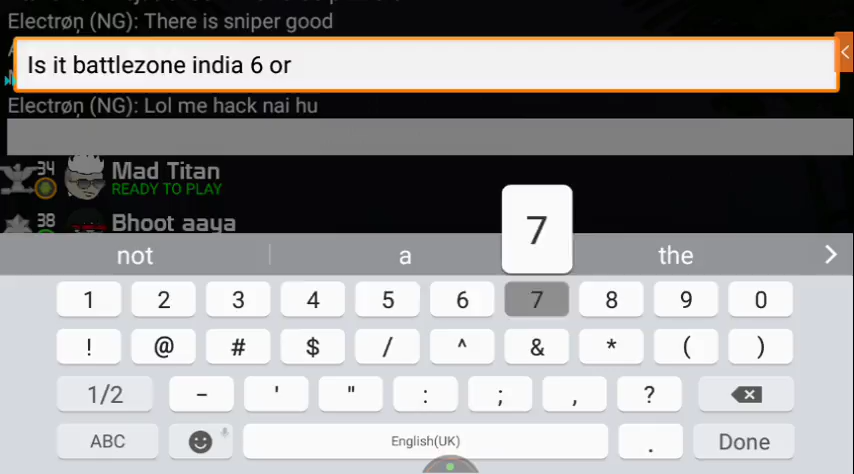 Electrøη (NG): There is sniper good
Is it battlezone india 6 or
Electrøη (NG): Lol me hack nai hu
34
Mad Titan
READY TO PLAY
38
Bhoot aaya
7
not a the
1 2 3 4 5 6 7 8 9 0
! @ # $ / ^ & * ( )
1/2 - ' " : ; , ?
ABC English(UK) . Done